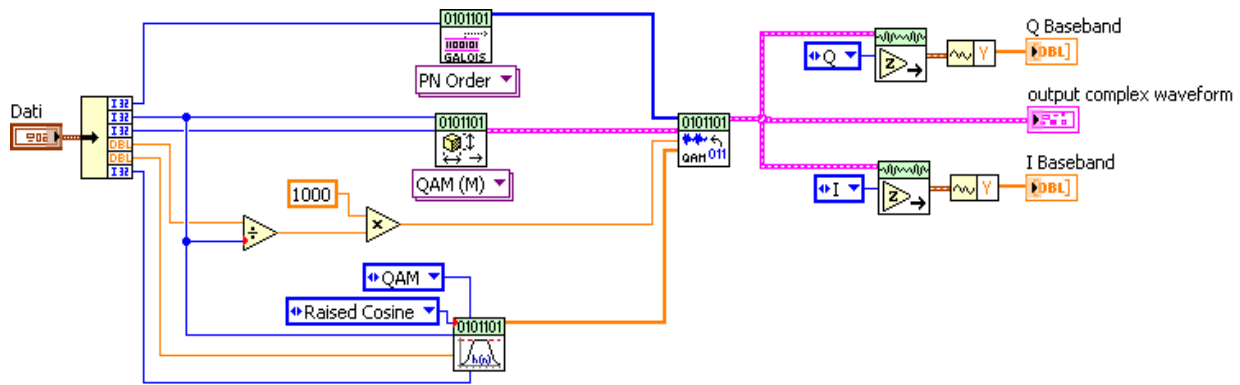 0101101
GALOIS
PN Order
Dati
I32
I32
I32
DBL
DBL
I32
0101101
QAM (M)
1000
÷
×
QAM
Raised Cosine
0101101
h(n)
0101101
QAM 011
Q
Z
Y
Q Baseband
DBL
output complex waveform
I
Z
Y
I Baseband
DBL